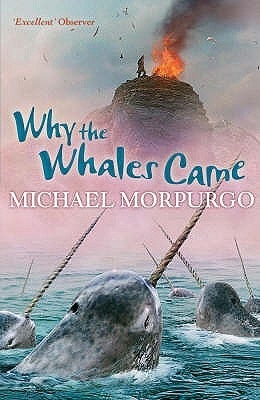 'Excellent' Observer
Why the
Whales Came
MICHAEL MORPURGO